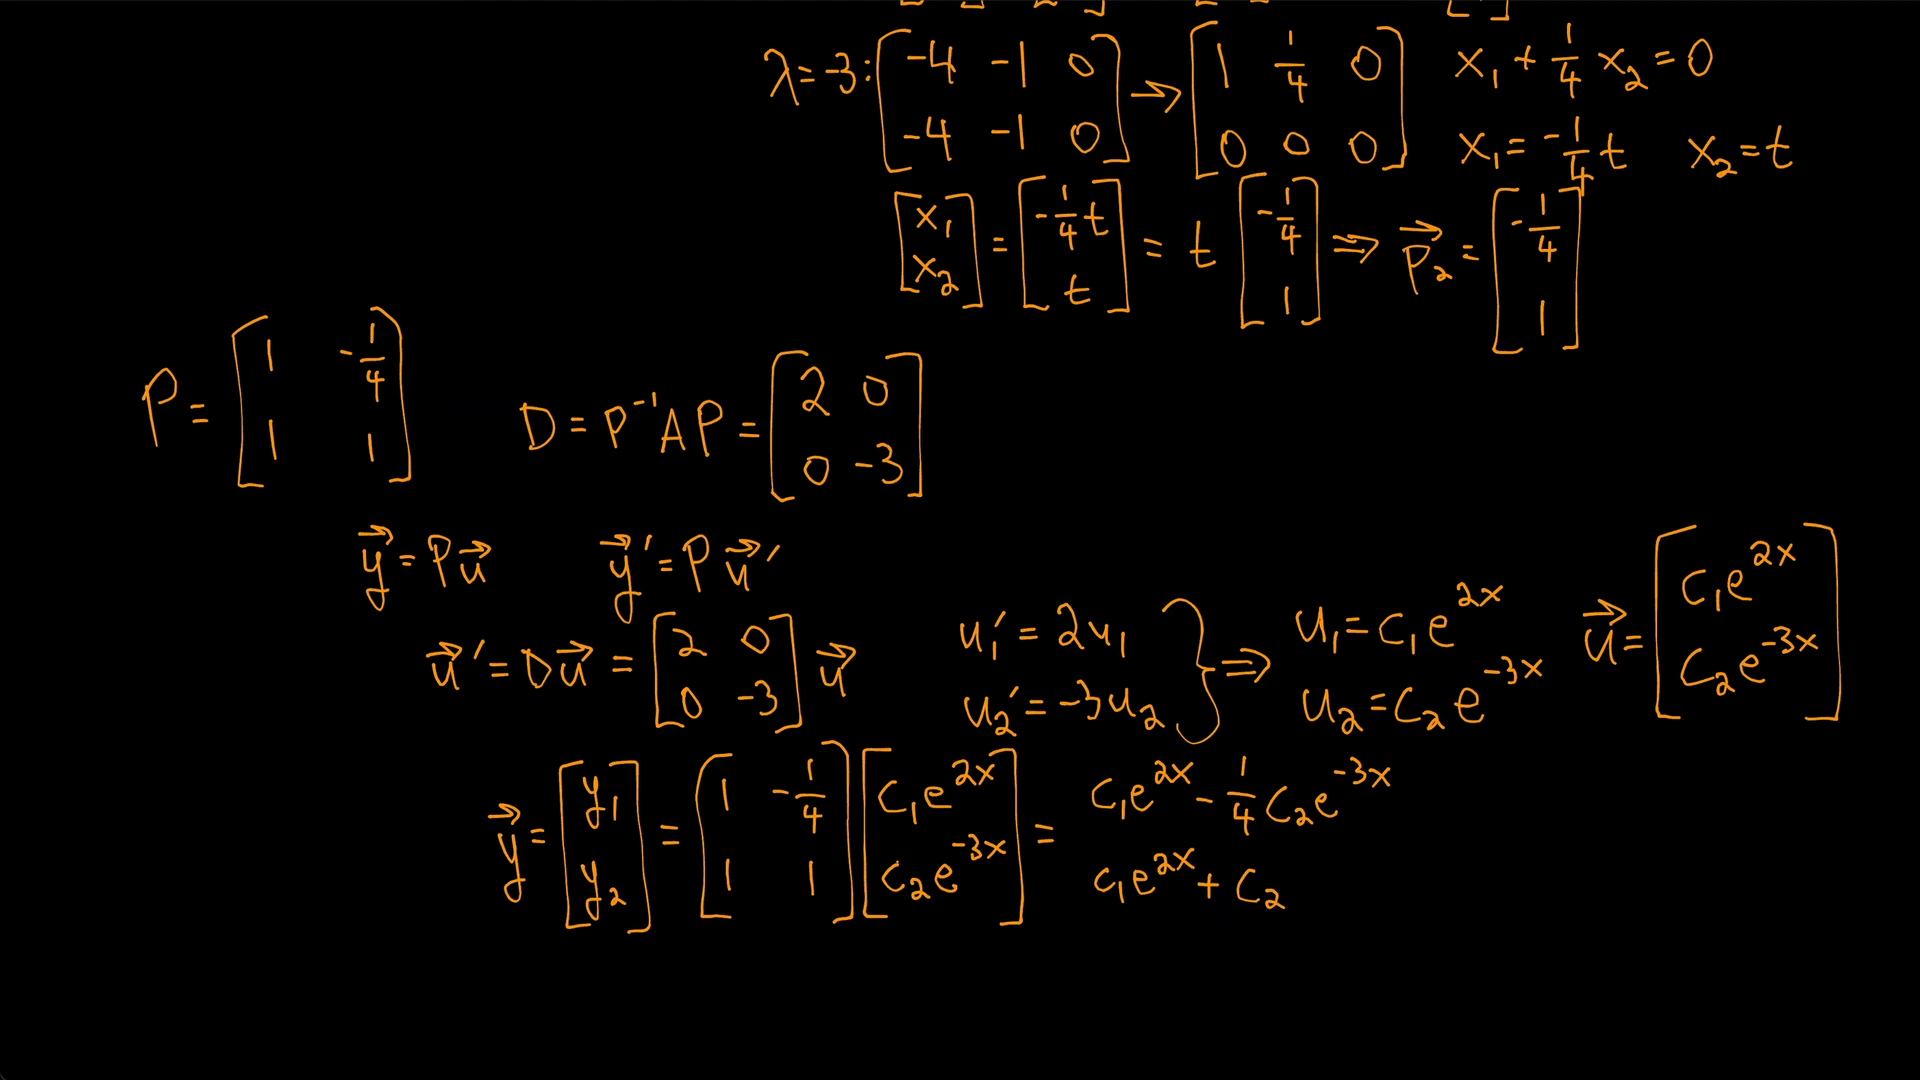 λ=-3: [-4 -1 0; -4 -1 0] → [1 1/4 0; 0 0 0] x₁ + 1/4 x₂ = 0
x₁ = -1/4 t x₂ = t
[x₁; x₂] = [-1/4 t; t] = t [-1/4; 1] ⇒ p⃗₂ = [-1/4; 1]
P = [1 -1/4; 1 1] D = P⁻¹AP = [2 0; 0 -3]
y⃗ = Pu⃗ y⃗' = Pu⃗'
u⃗' = Du⃗ = [2 0; 0 -3] u⃗ u₁' = 2u₁ u₂' = -3u₂ } ⇒ u₁ = c₁e^{2x} u₂ = c₂e^{-3x} u⃗ = [c₁e^{2x}; c₂e^{-3x}]
y⃗ = [y₁; y₂] = [1 -1/4; 1 1] [c₁e^{2x}; c₂e^{-3x}] = c₁e^{2x} - 1/4 c₂e^{-3x}
c₁e^{2x} + c₂